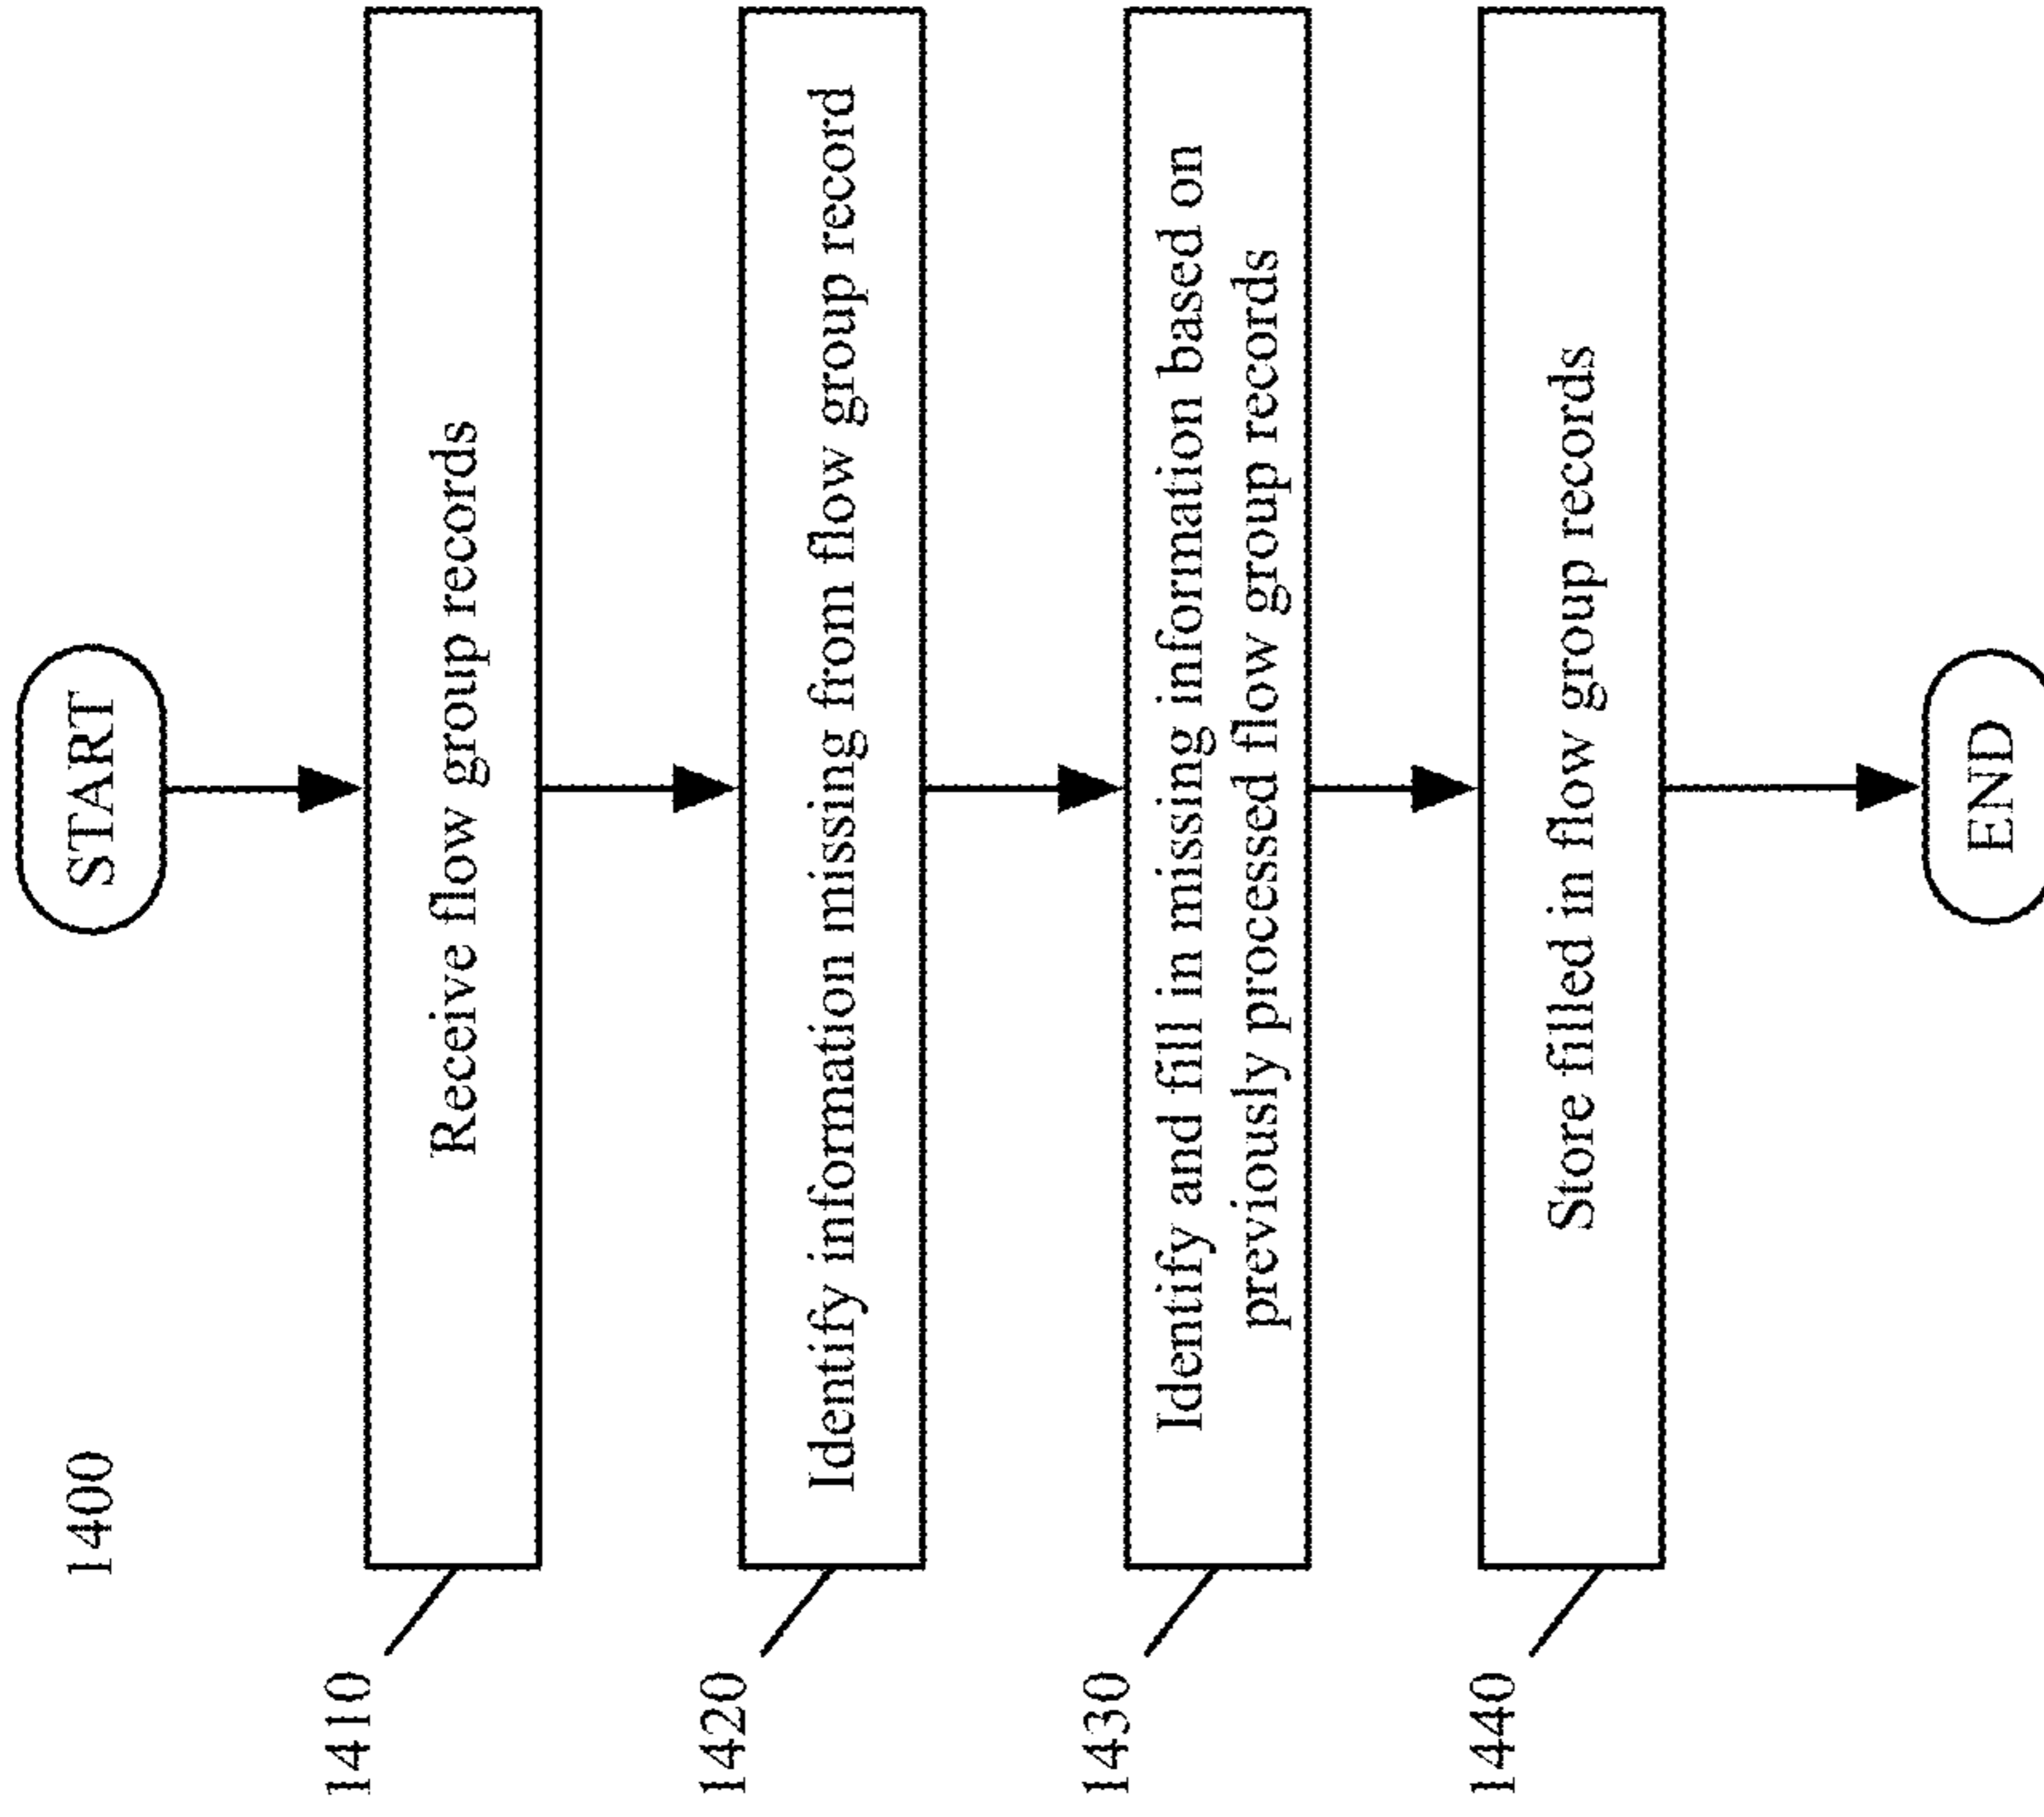 1400
START
1410
Receive flow group records
1420
Identify information missing from flow group record
1430
Identify and fill in missing information based on
previously processed flow group records
1440
Store filled in flow group records
END